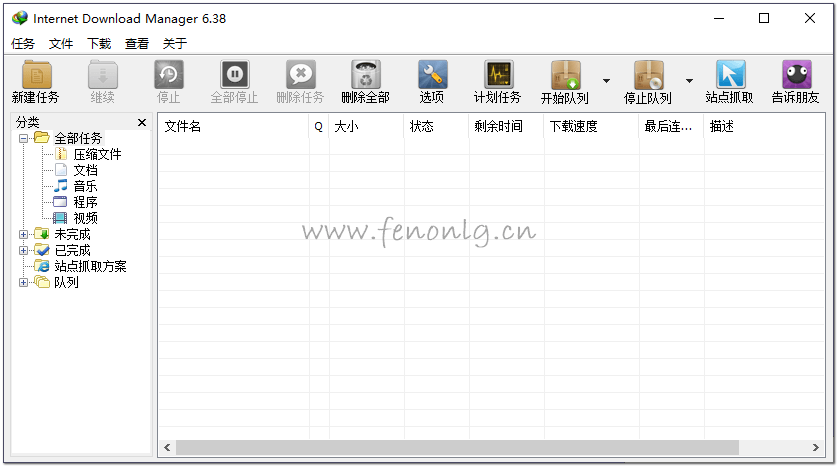 Internet Download Manager 6.38
任务 文件 下载 查看 关于
新建任务 继续 停止 全部停止 删除任务 删除全部 选项 计划任务 开始队列 停止队列 站点抓取 告诉朋友
分类
文件名 Q 大小 状态 剩余时间 下载速度 最后连... 描述
全部任务
压缩文件
文档
音乐
程序
视频
未完成
已完成
站点抓取方案
队列
www.fenonlg.cn